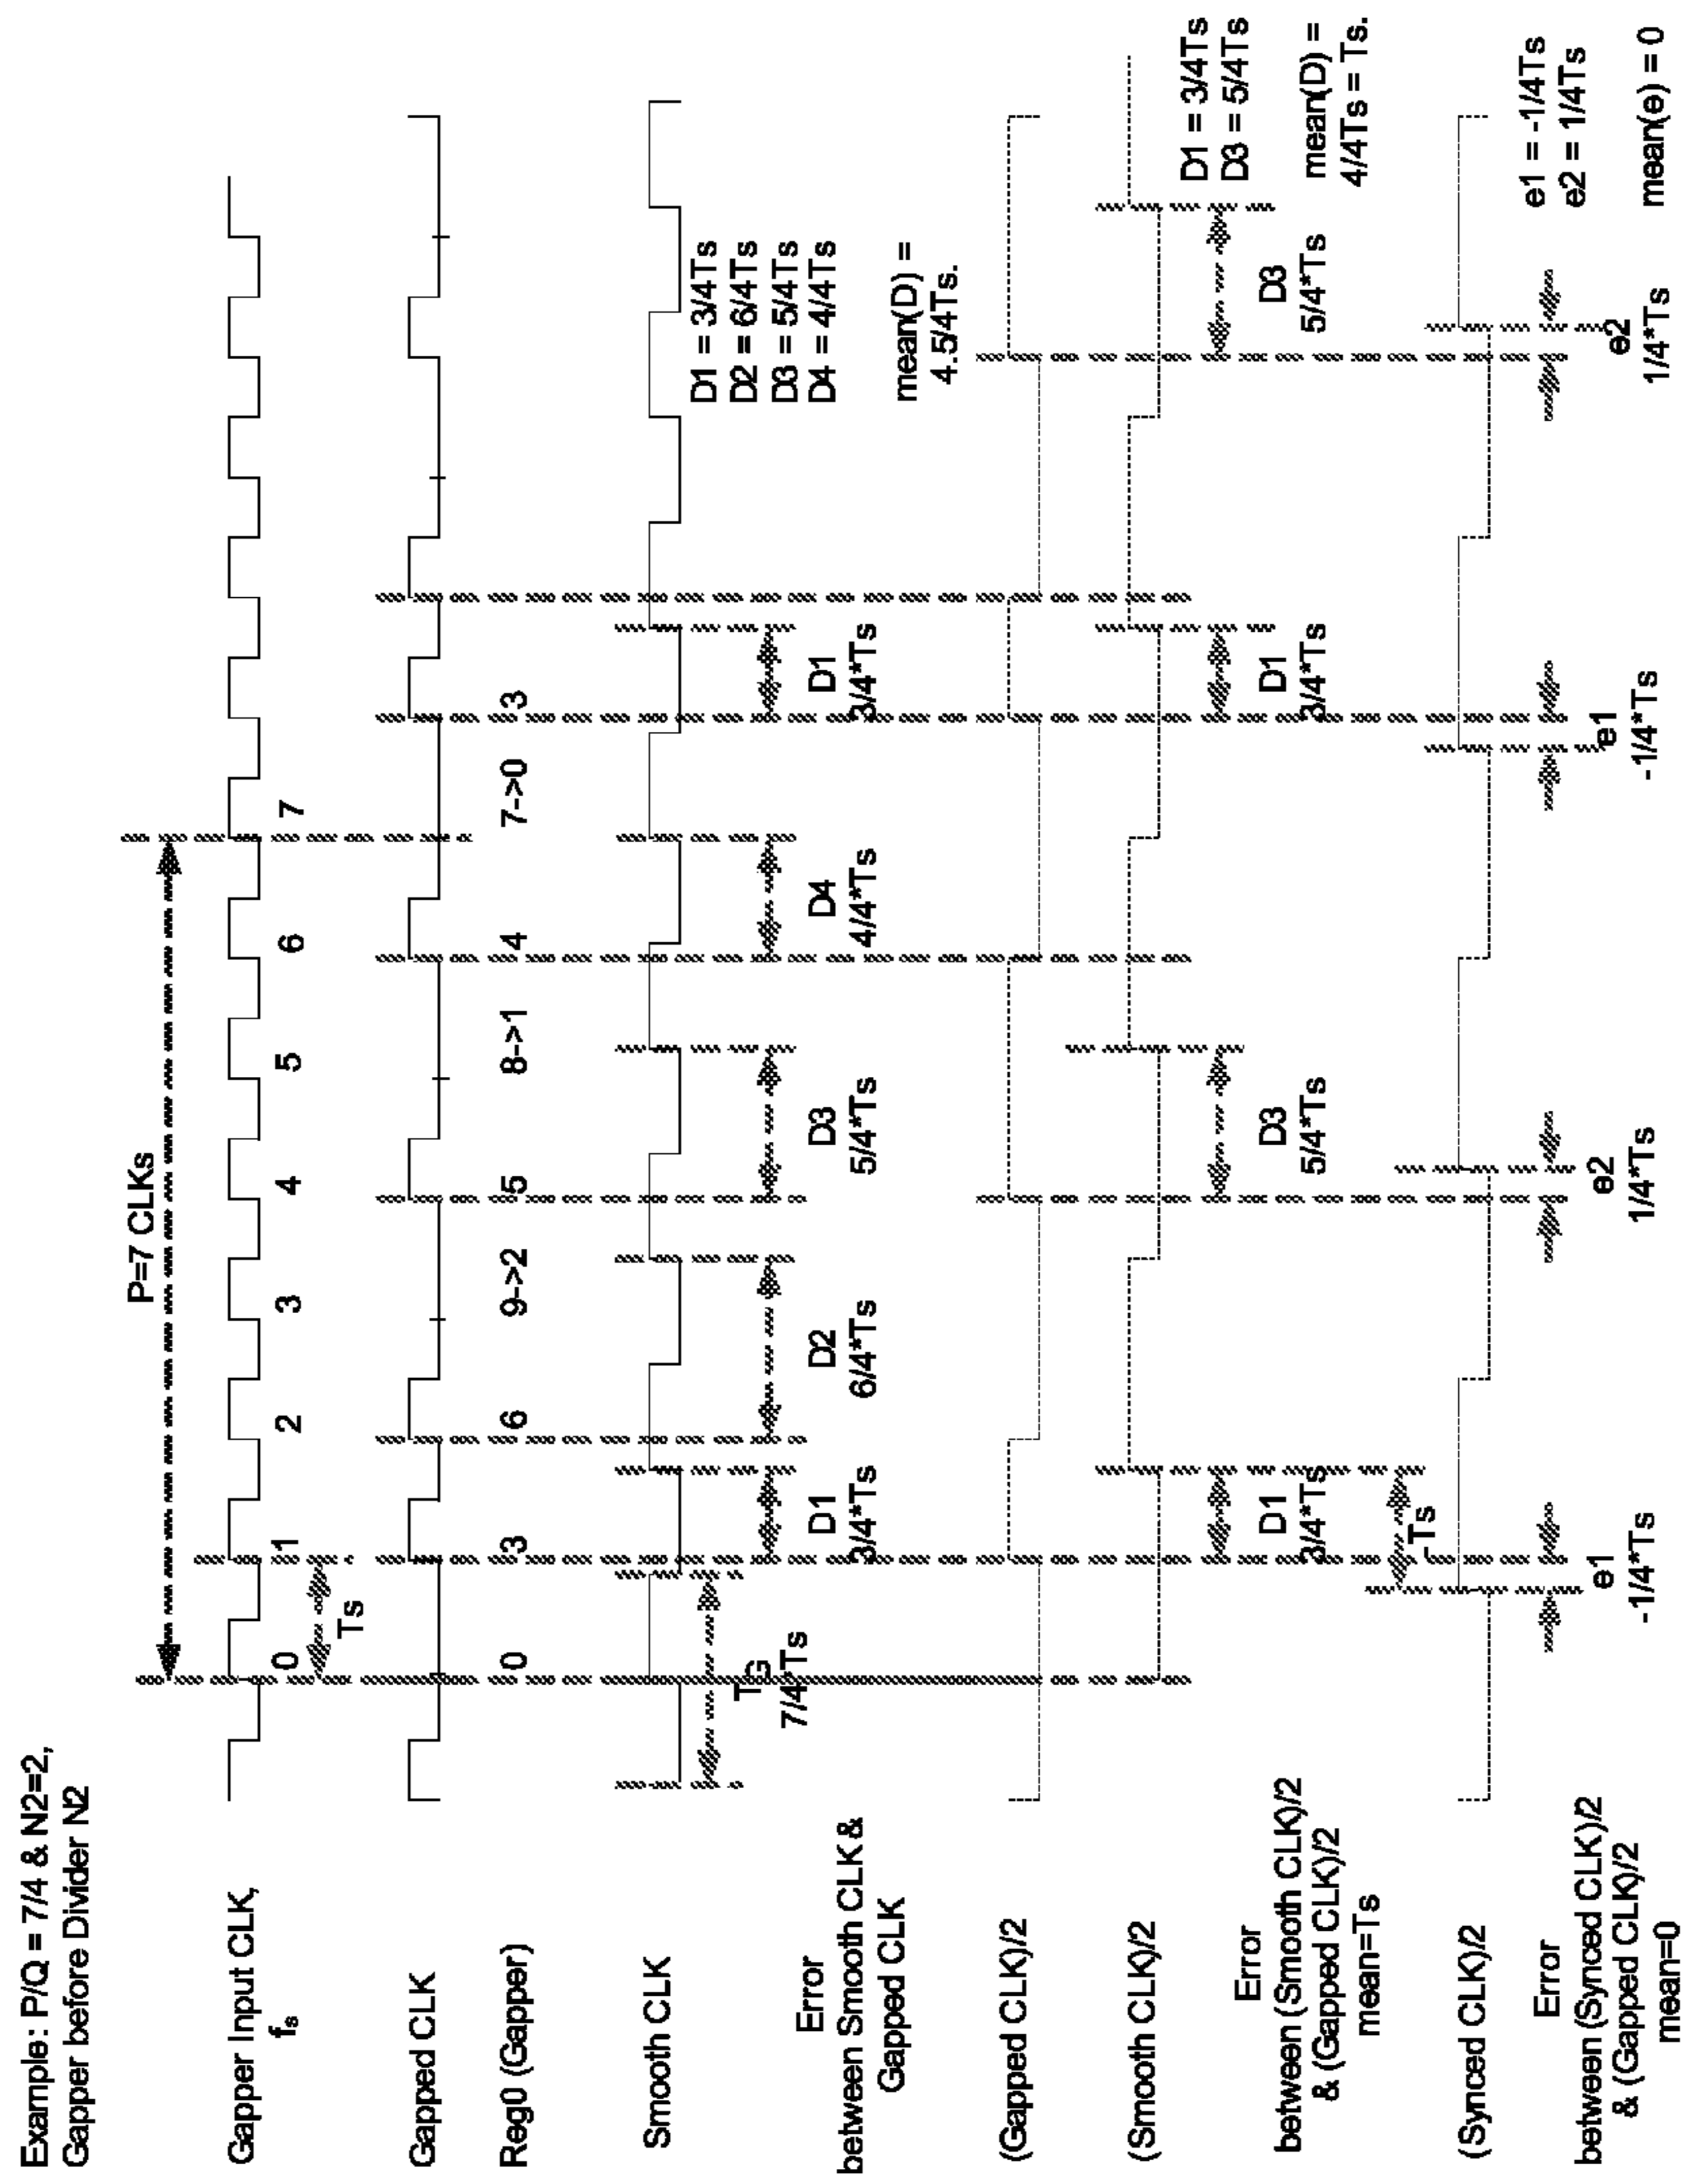 Example: P/Q = 7/4 & N2=2,
Gapper before Divider N2
P=7 CLKs
Gapper Input CLK,
fs
0 1 2 3 4 5 6 7
Ts
Gapped CLK
Reg0 (Gapper)
0 3 6 9->2 5 8->1 4 7->0 3
Smooth CLK
TG
7/4*Ts
Error
between Smooth CLK &
Gapped CLK
D1
3/4*Ts
D2
6/4*Ts
D3
5/4*Ts
D4
4/4*Ts
D1
3/4*Ts
D1 = 3/4Ts
D2 = 6/4Ts
D3 = 5/4Ts
D4 = 4/4Ts
mean(D) =
4.5/4Ts.
(Gapped CLK)/2
(Smooth CLK)/2
Error
between (Smooth CLK)/2
& (Gapped CLK)/2
mean=Ts
D1
3/4*Ts
-Ts
D3
5/4*Ts
D1
3/4*Ts
D3
5/4*Ts
D1 = 3/4Ts
D3 = 5/4Ts
mean(D) =
4/4Ts = Ts.
(Synced CLK)/2
Error
between (Synced CLK)/2
& (Gapped CLK)/2
mean=0
e1
-1/4*Ts
e2
1/4*Ts
e1
-1/4*Ts
e2
1/4*Ts
e1 = -1/4Ts
e2 = 1/4Ts
mean(e) = 0